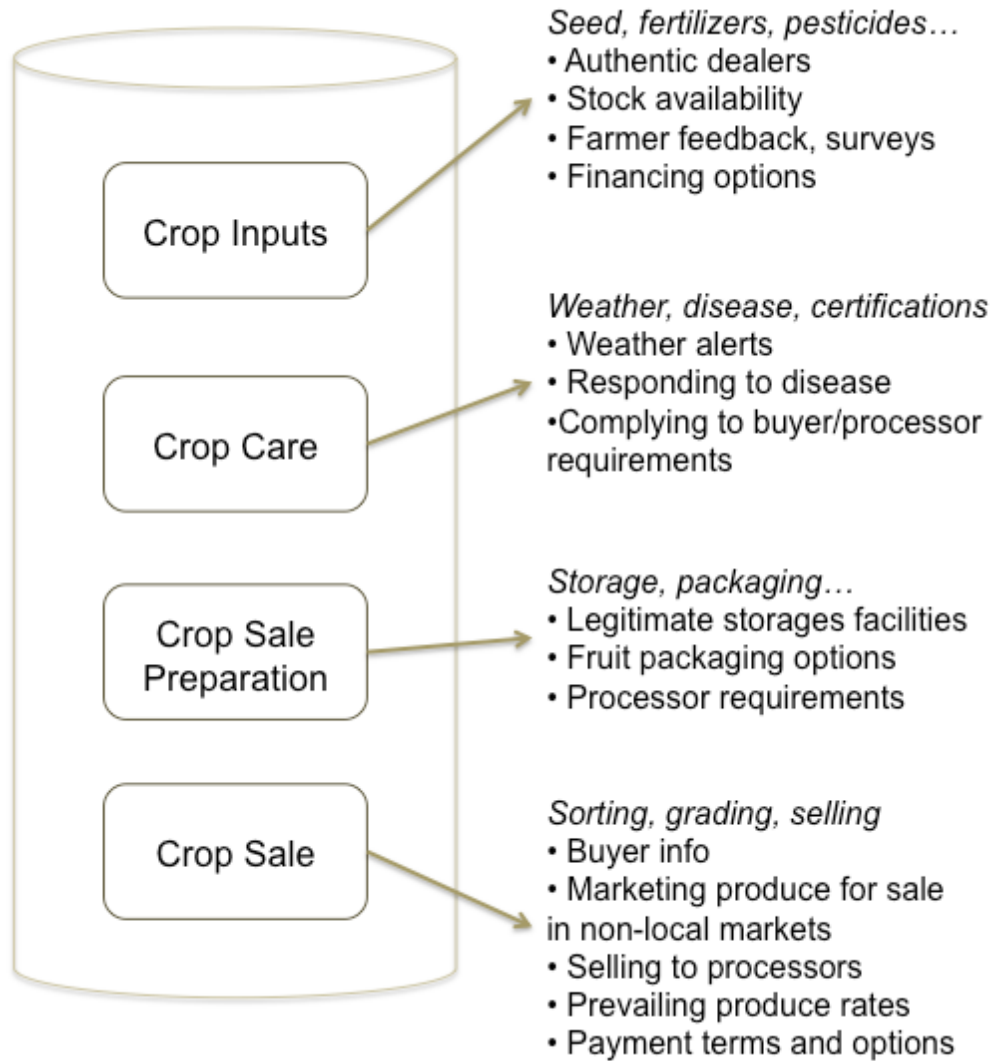 Seed, fertilizers, pesticides…
• Authentic dealers
• Stock availability
• Farmer feedback, surveys
• Financing options
Crop Inputs
Weather, disease, certifications
• Weather alerts
• Responding to disease
•Complying to buyer/processor
requirements
Crop Care
Storage, packaging…
• Legitimate storages facilities
• Fruit packaging options
• Processor requirements
Crop Sale
Preparation
Sorting, grading, selling
• Buyer info
• Marketing produce for sale
in non-local markets
• Selling to processors
• Prevailing produce rates
• Payment terms and options
Crop Sale